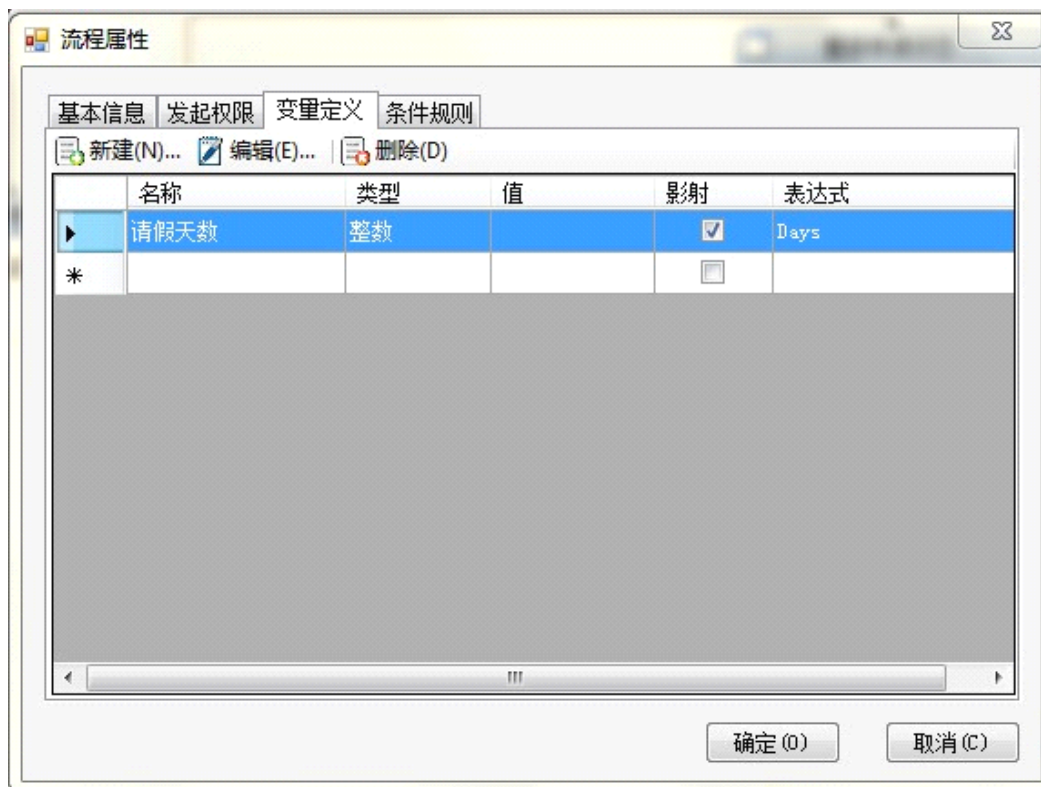 流程属性
基本信息 发起权限 变量定义 条件规则
新建(N)... 编辑(E)... 删除(D)
名称 类型 值 影射 表达式
请假天数 整数 Days
确定(O) 取消(C)